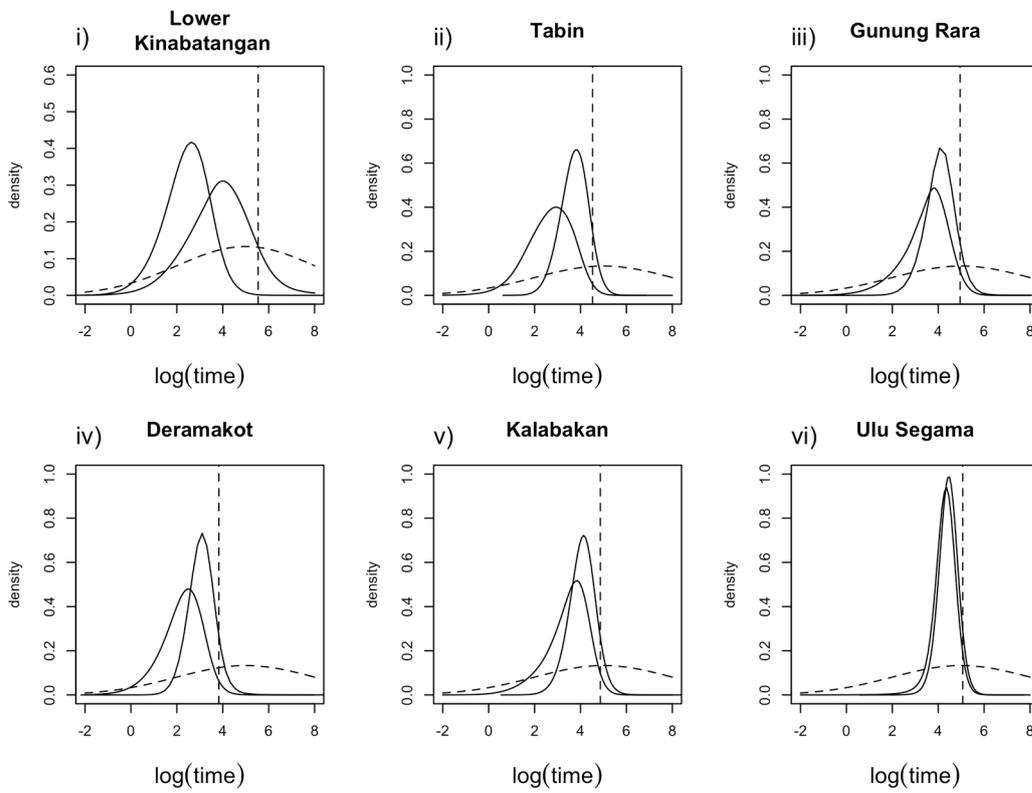 i)
Lower
Kinabatangan
density
0.0 0.1 0.2 0.3 0.4 0.5 0.6
-2 0 2 4 6 8
log(time)
ii)
Tabin
density
0.0 0.2 0.4 0.6 0.8 1.0
-2 0 2 4 6 8
log(time)
iii)
Gunung Rara
density
0.0 0.2 0.4 0.6 0.8 1.0
-2 0 2 4 6 8
log(time)
iv)
Deramakot
density
0.0 0.2 0.4 0.6 0.8 1.0
-2 0 2 4 6 8
log(time)
v)
Kalabakan
density
0.0 0.2 0.4 0.6 0.8 1.0
-2 0 2 4 6 8
log(time)
vi)
Ulu Segama
density
0.0 0.2 0.4 0.6 0.8 1.0
-2 0 2 4 6 8
log(time)